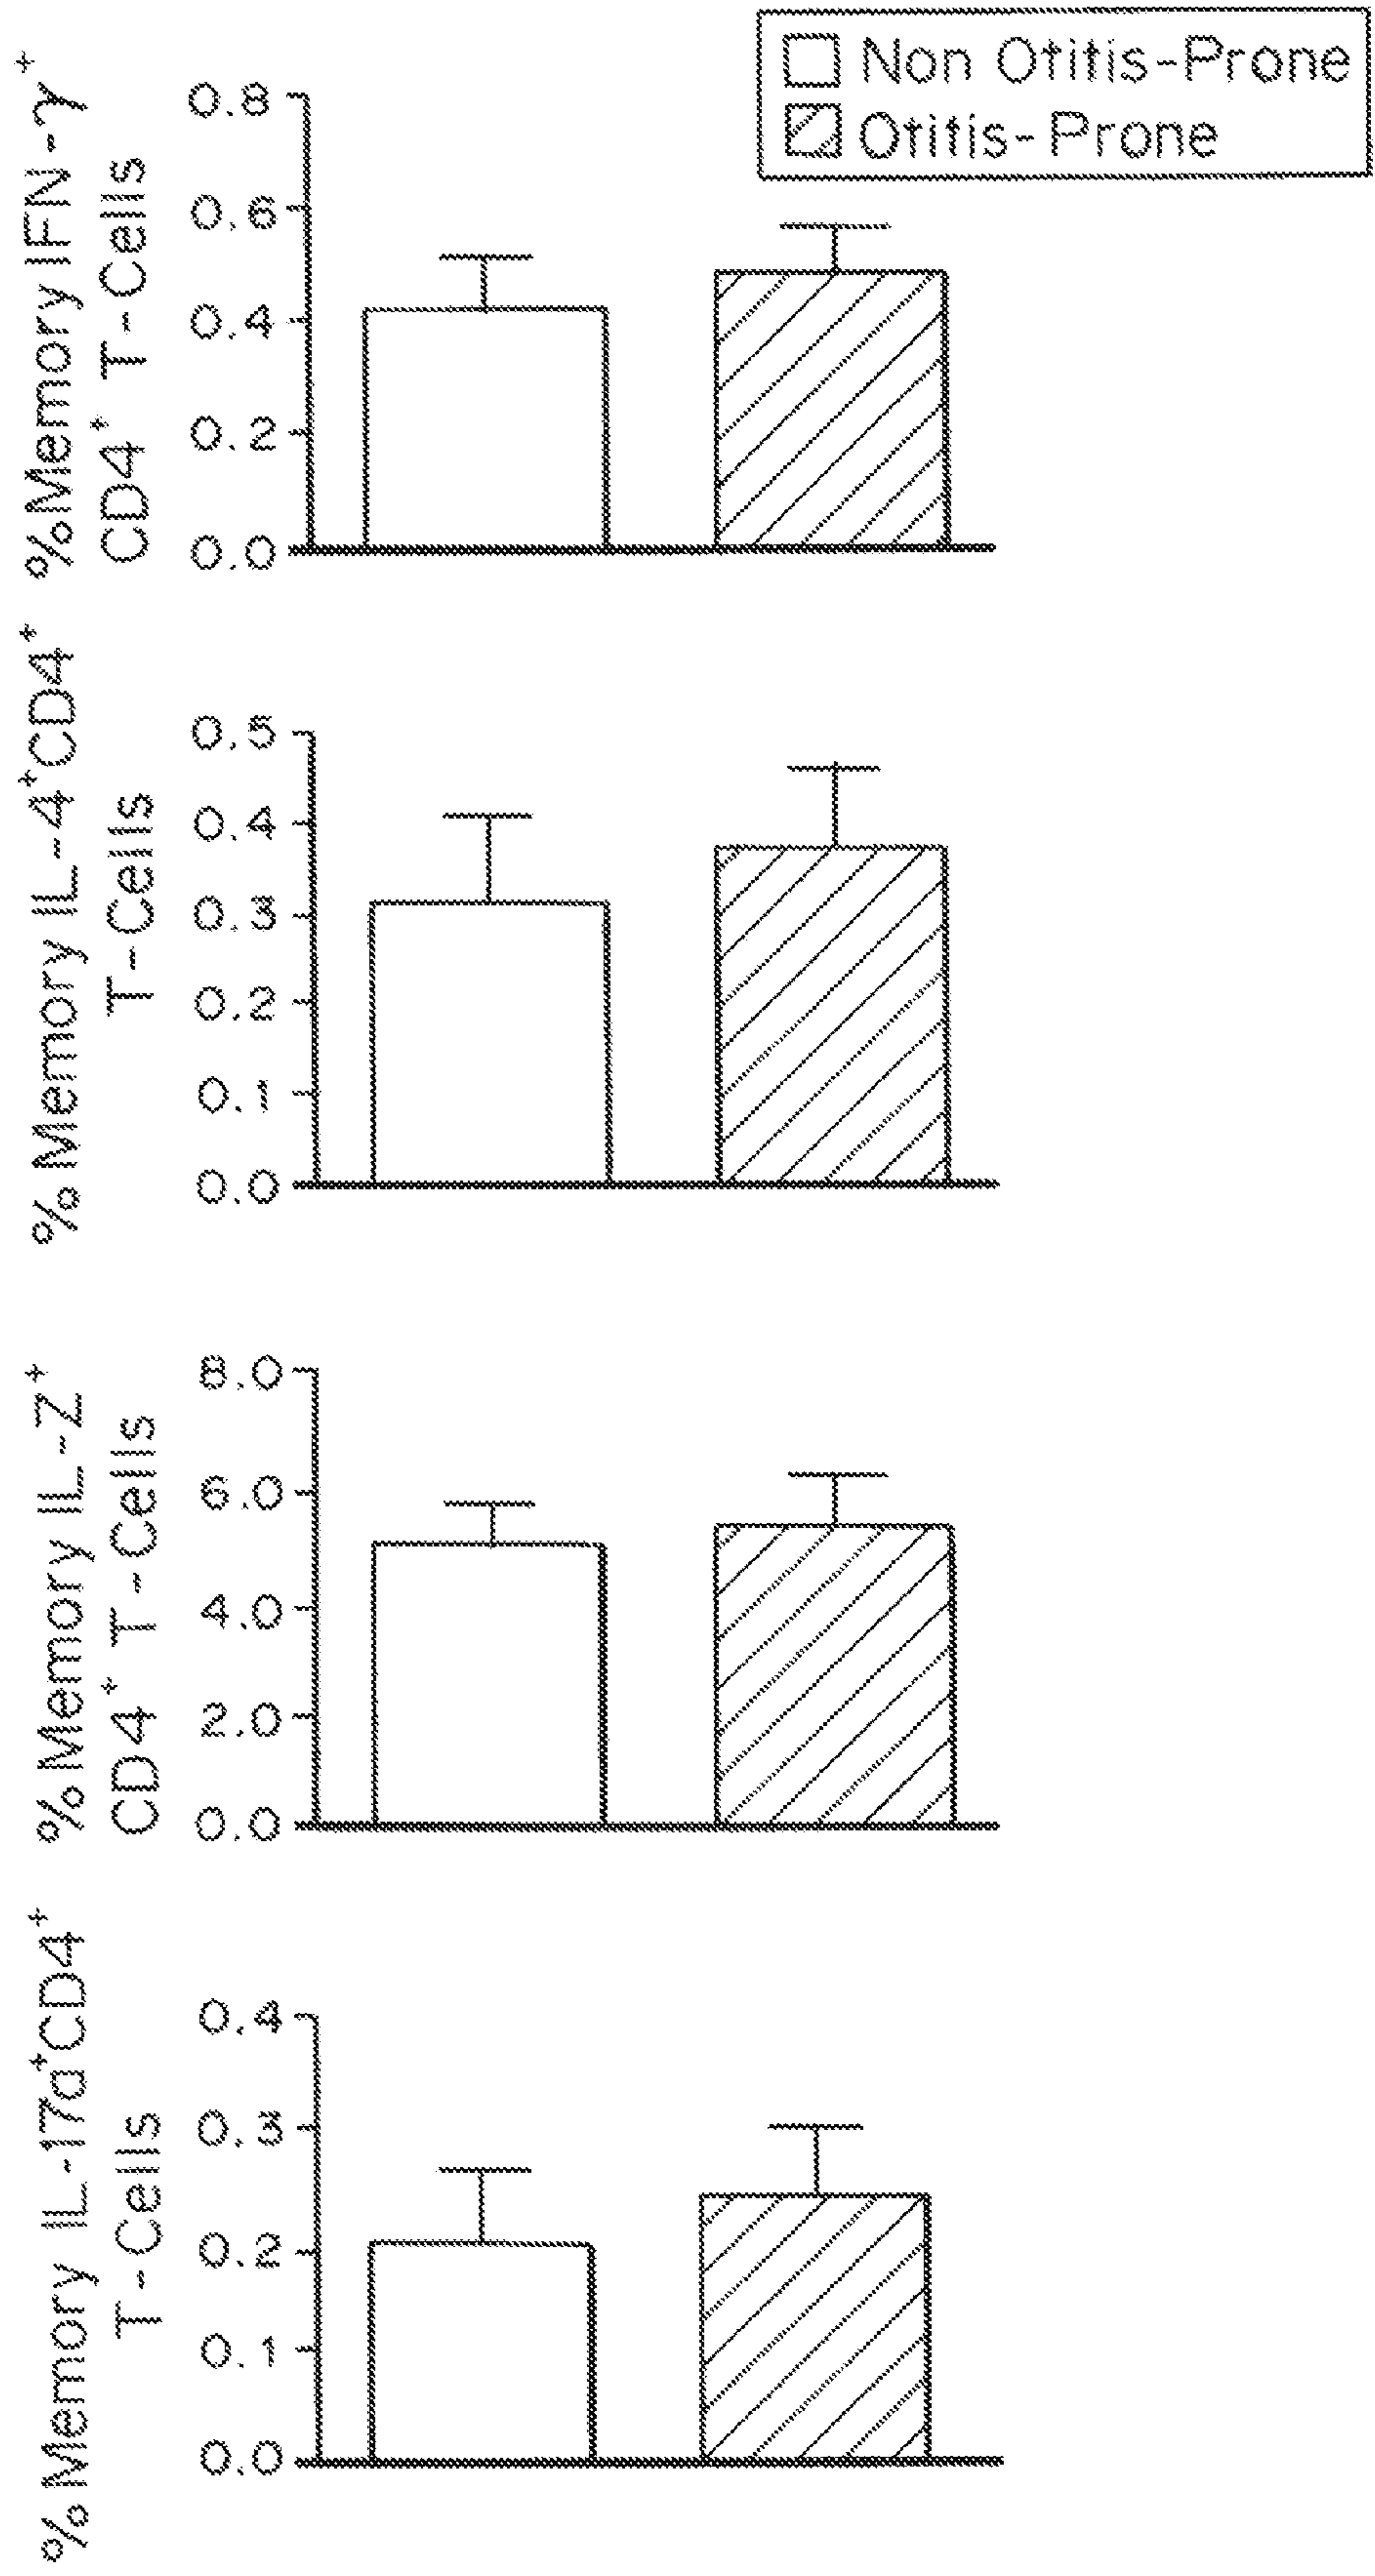 Non Otitis-Prone
Otitis-Prone
%Memory IFN-γ⁺
CD4⁺ T-Cells
0.8
0.6
0.4
0.2
0.0
% Memory IL-4⁺CD4⁺
T-Cells
0.5
0.4
0.3
0.2
0.1
0.0
% Memory IL-Z⁺
CD4⁺ T-Cells
8.0
6.0
4.0
2.0
0.0
% Memory IL-17a⁺CD4⁺
T-Cells
0.4
0.3
0.2
0.1
0.0